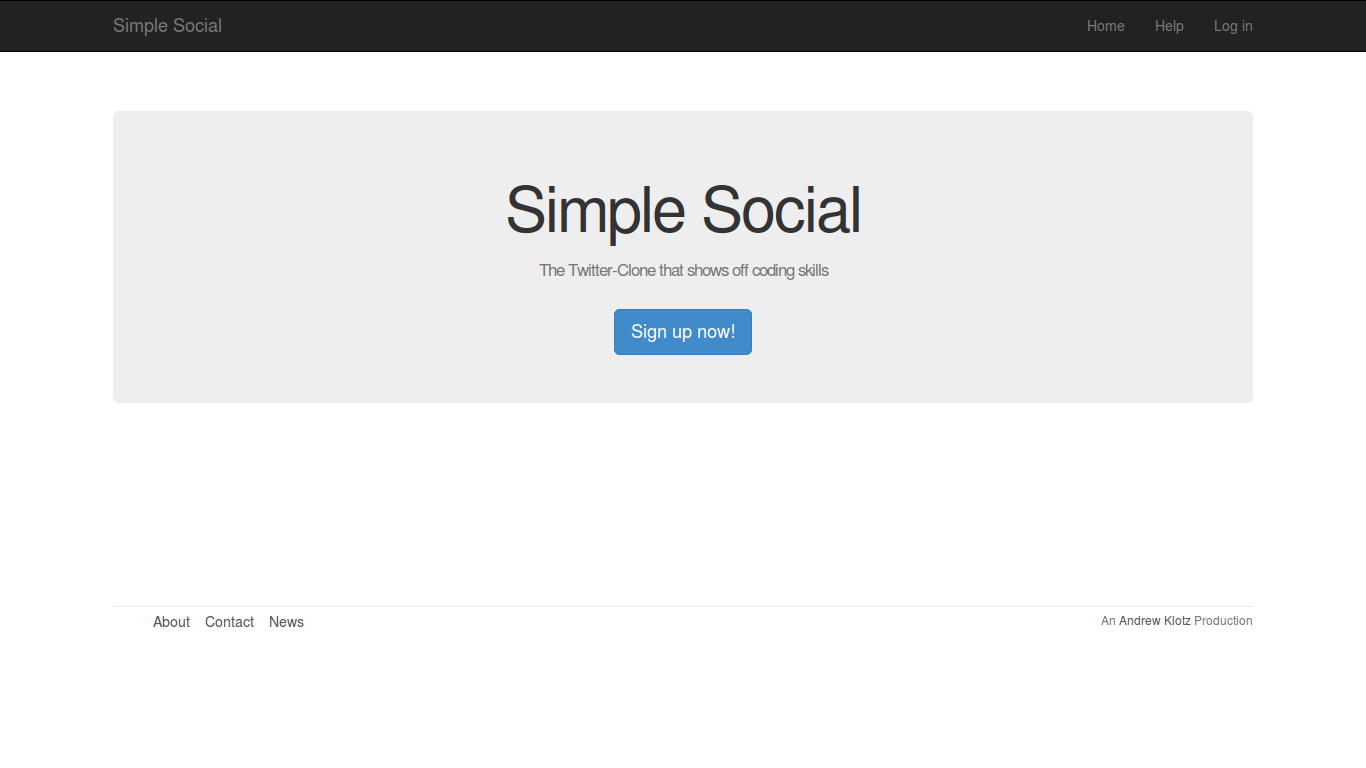 Simple Social Home Help Log in
Simple Social
The Twitter-Clone that shows off coding skills
Sign up now!
About Contact News An Andrew Klotz Production